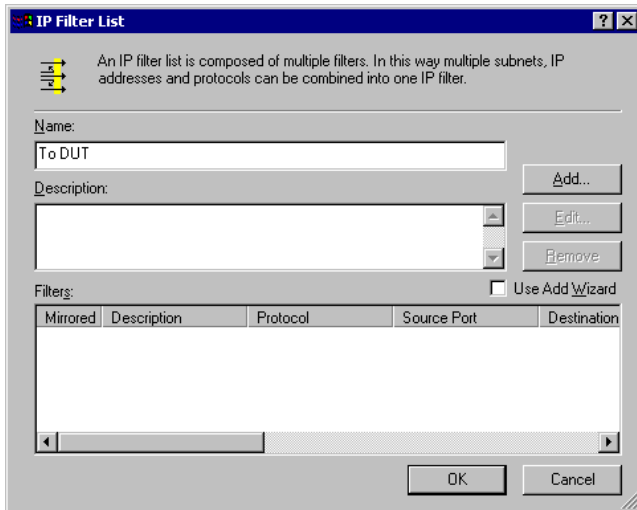 IP Filter List
An IP filter list is composed of multiple filters. In this way multiple subnets, IP
addresses and protocols can be combined into one IP filter.
Name:
To DUT
Add...
Description:
Edit...
Remove
Filters:
Use Add Wizard
Mirrored Description Protocol Source Port Destination
OK Cancel